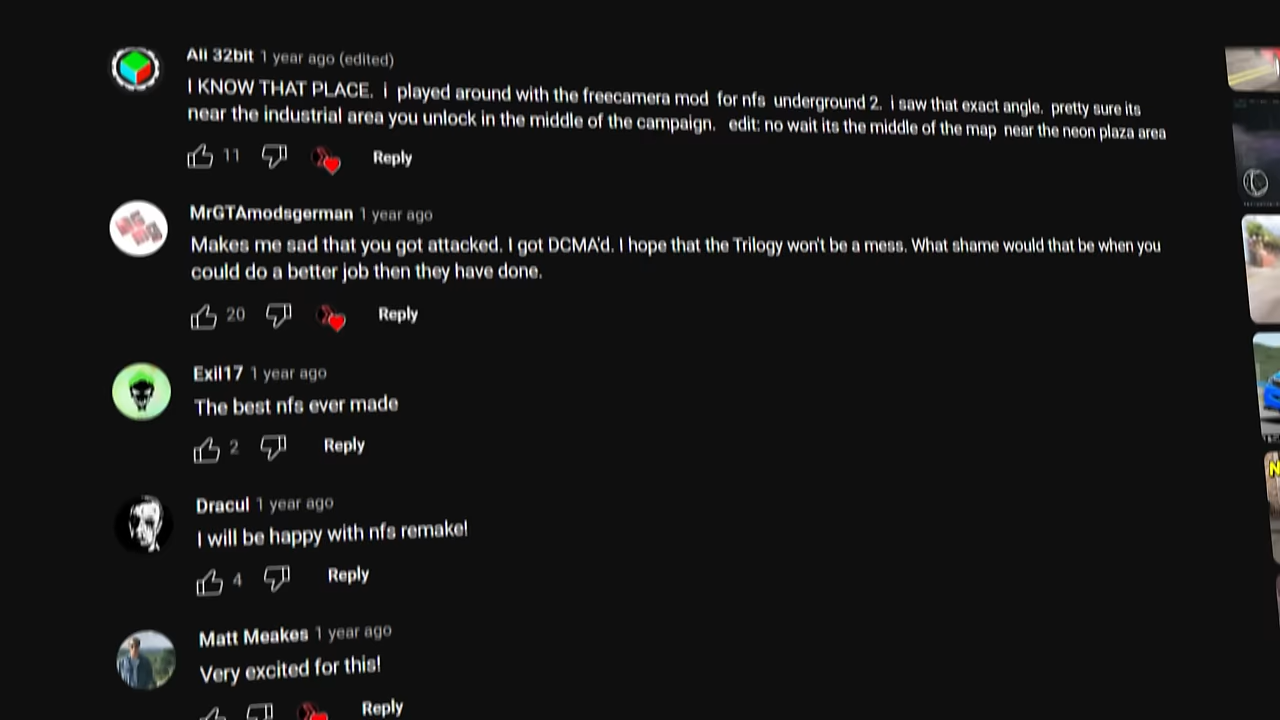 Ali 32bit 1 year ago (edited)
I KNOW THAT PLACE. i played around with the freecamera mod for nfs underground 2. i saw that exact angle. pretty sure its
near the industrial area you unlock in the middle of the campaign. edit: no wait its the middle of the map near the neon plaza area
11 Reply
MrGTAmodsgerman 1 year ago
Makes me sad that you got attacked. I got DCMA'd. I hope that the Trilogy won't be a mess. What shame would that be when you
could do a better job then they have done.
20 Reply
Exil17 1 year ago
The best nfs ever made
2 Reply
Dracul 1 year ago
I will be happy with nfs remake!
4 Reply
Matt Meakes 1 year ago
Very excited for this!
Reply
N